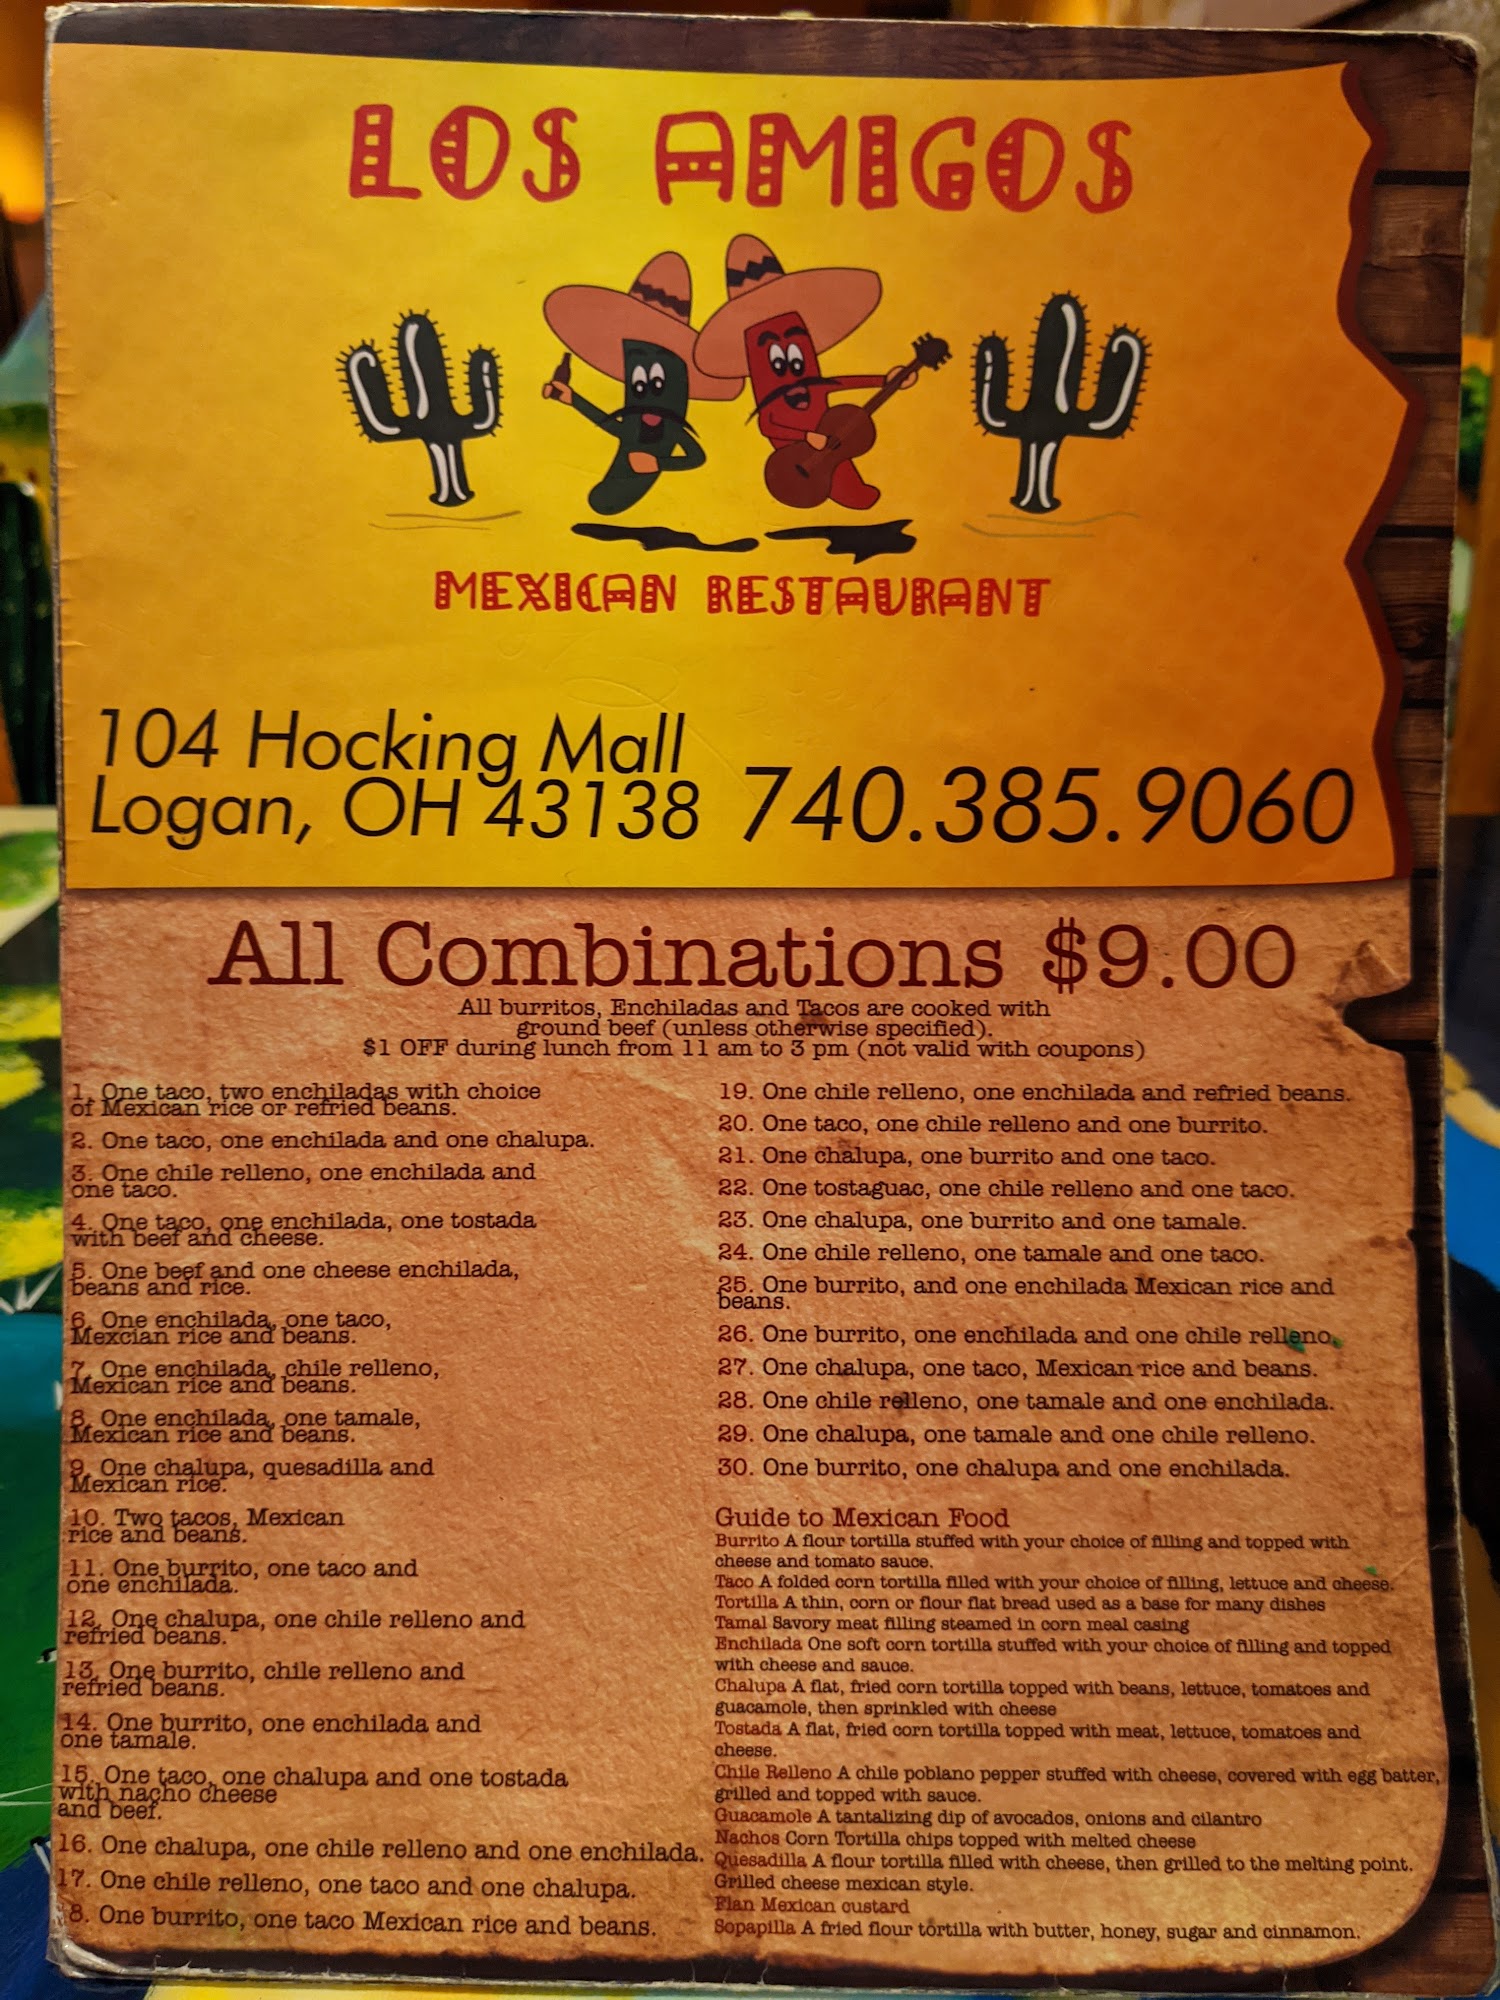 LOS AMIGOS
MEXICAN RESTAURANT
104 Hocking Mall
Logan, OH 43138
740.385.9060
All Combinations $9.00
All burritos, Enchiladas and Tacos are cooked with
ground beef (unless otherwise specified).
$1 OFF during lunch from 11 am to 3 pm (not valid with coupons)
1. One taco, two enchiladas with choice
of Mexican rice or refried beans.
2. One taco, one enchilada and one chalupa.
3. One chile relleno, one enchilada and
one taco.
4. One taco, one enchilada, one tostada
with beef and cheese.
5. One beef and one cheese enchilada,
beans and rice.
6. One enchilada, one taco,
Mexcian rice and beans.
7. One enchilada, chile relleno,
Mexican rice and beans.
8. One enchilada, one tamale,
Mexican rice and beans.
9. One chalupa, quesadilla and
Mexican rice.
10. Two tacos, Mexican
rice and beans.
11. One burrito, one taco and
one enchilada.
12. One chalupa, one chile relleno and
refried beans.
13. One burrito, chile relleno and
refried beans.
14. One burrito, one enchilada and
one tamale.
15. One taco, one chalupa and one tostada
with nacho cheese
and beef.
16. One chalupa, one chile relleno and one enchilada.
17. One chile relleno, one taco and one chalupa.
8. One burrito, one taco Mexican rice and beans.
19. One chile relleno, one enchilada and refried beans.
20. One taco, one chile relleno and one burrito.
21. One chalupa, one burrito and one taco.
22. One tostaguac, one chile relleno and one taco.
23. One chalupa, one burrito and one tamale.
24. One chile relleno, one tamale and one taco.
25. One burrito, and one enchilada Mexican rice and
beans.
26. One burrito, one enchilada and one chile relleno.
27. One chalupa, one taco, Mexican rice and beans.
28. One chile relleno, one tamale and one enchilada.
29. One chalupa, one tamale and one chile relleno.
30. One burrito, one chalupa and one enchilada.
Guide to Mexican Food
Burrito A flour tortilla stuffed with your choice of filling and topped with
cheese and tomato sauce.
Taco A folded corn tortilla filled with your choice of filling, lettuce and cheese.
Tortilla A thin, corn or flour flat bread used as a base for many dishes
Tamal Savory meat filling steamed in corn meal casing
Enchilada One soft corn tortilla stuffed with your choice of filling and topped
with cheese and sauce.
Chalupa A flat, fried corn tortilla topped with beans, lettuce, tomatoes and
guacamole, then sprinkled with cheese
Tostada A flat, fried corn tortilla topped with meat, lettuce, tomatoes and
cheese.
Chile Relleno A chile poblano pepper stuffed with cheese, covered with egg batter,
grilled and topped with sauce.
Guacamole A tantalizing dip of avocados, onions and cilantro
Nachos Corn Tortilla chips topped with melted cheese
Quesadilla A flour tortilla filled with cheese, then grilled to the melting point.
Grilled cheese mexican style.
Flan Mexican custard
Sopapilla A fried flour tortilla with butter, honey, sugar and cinnamon.